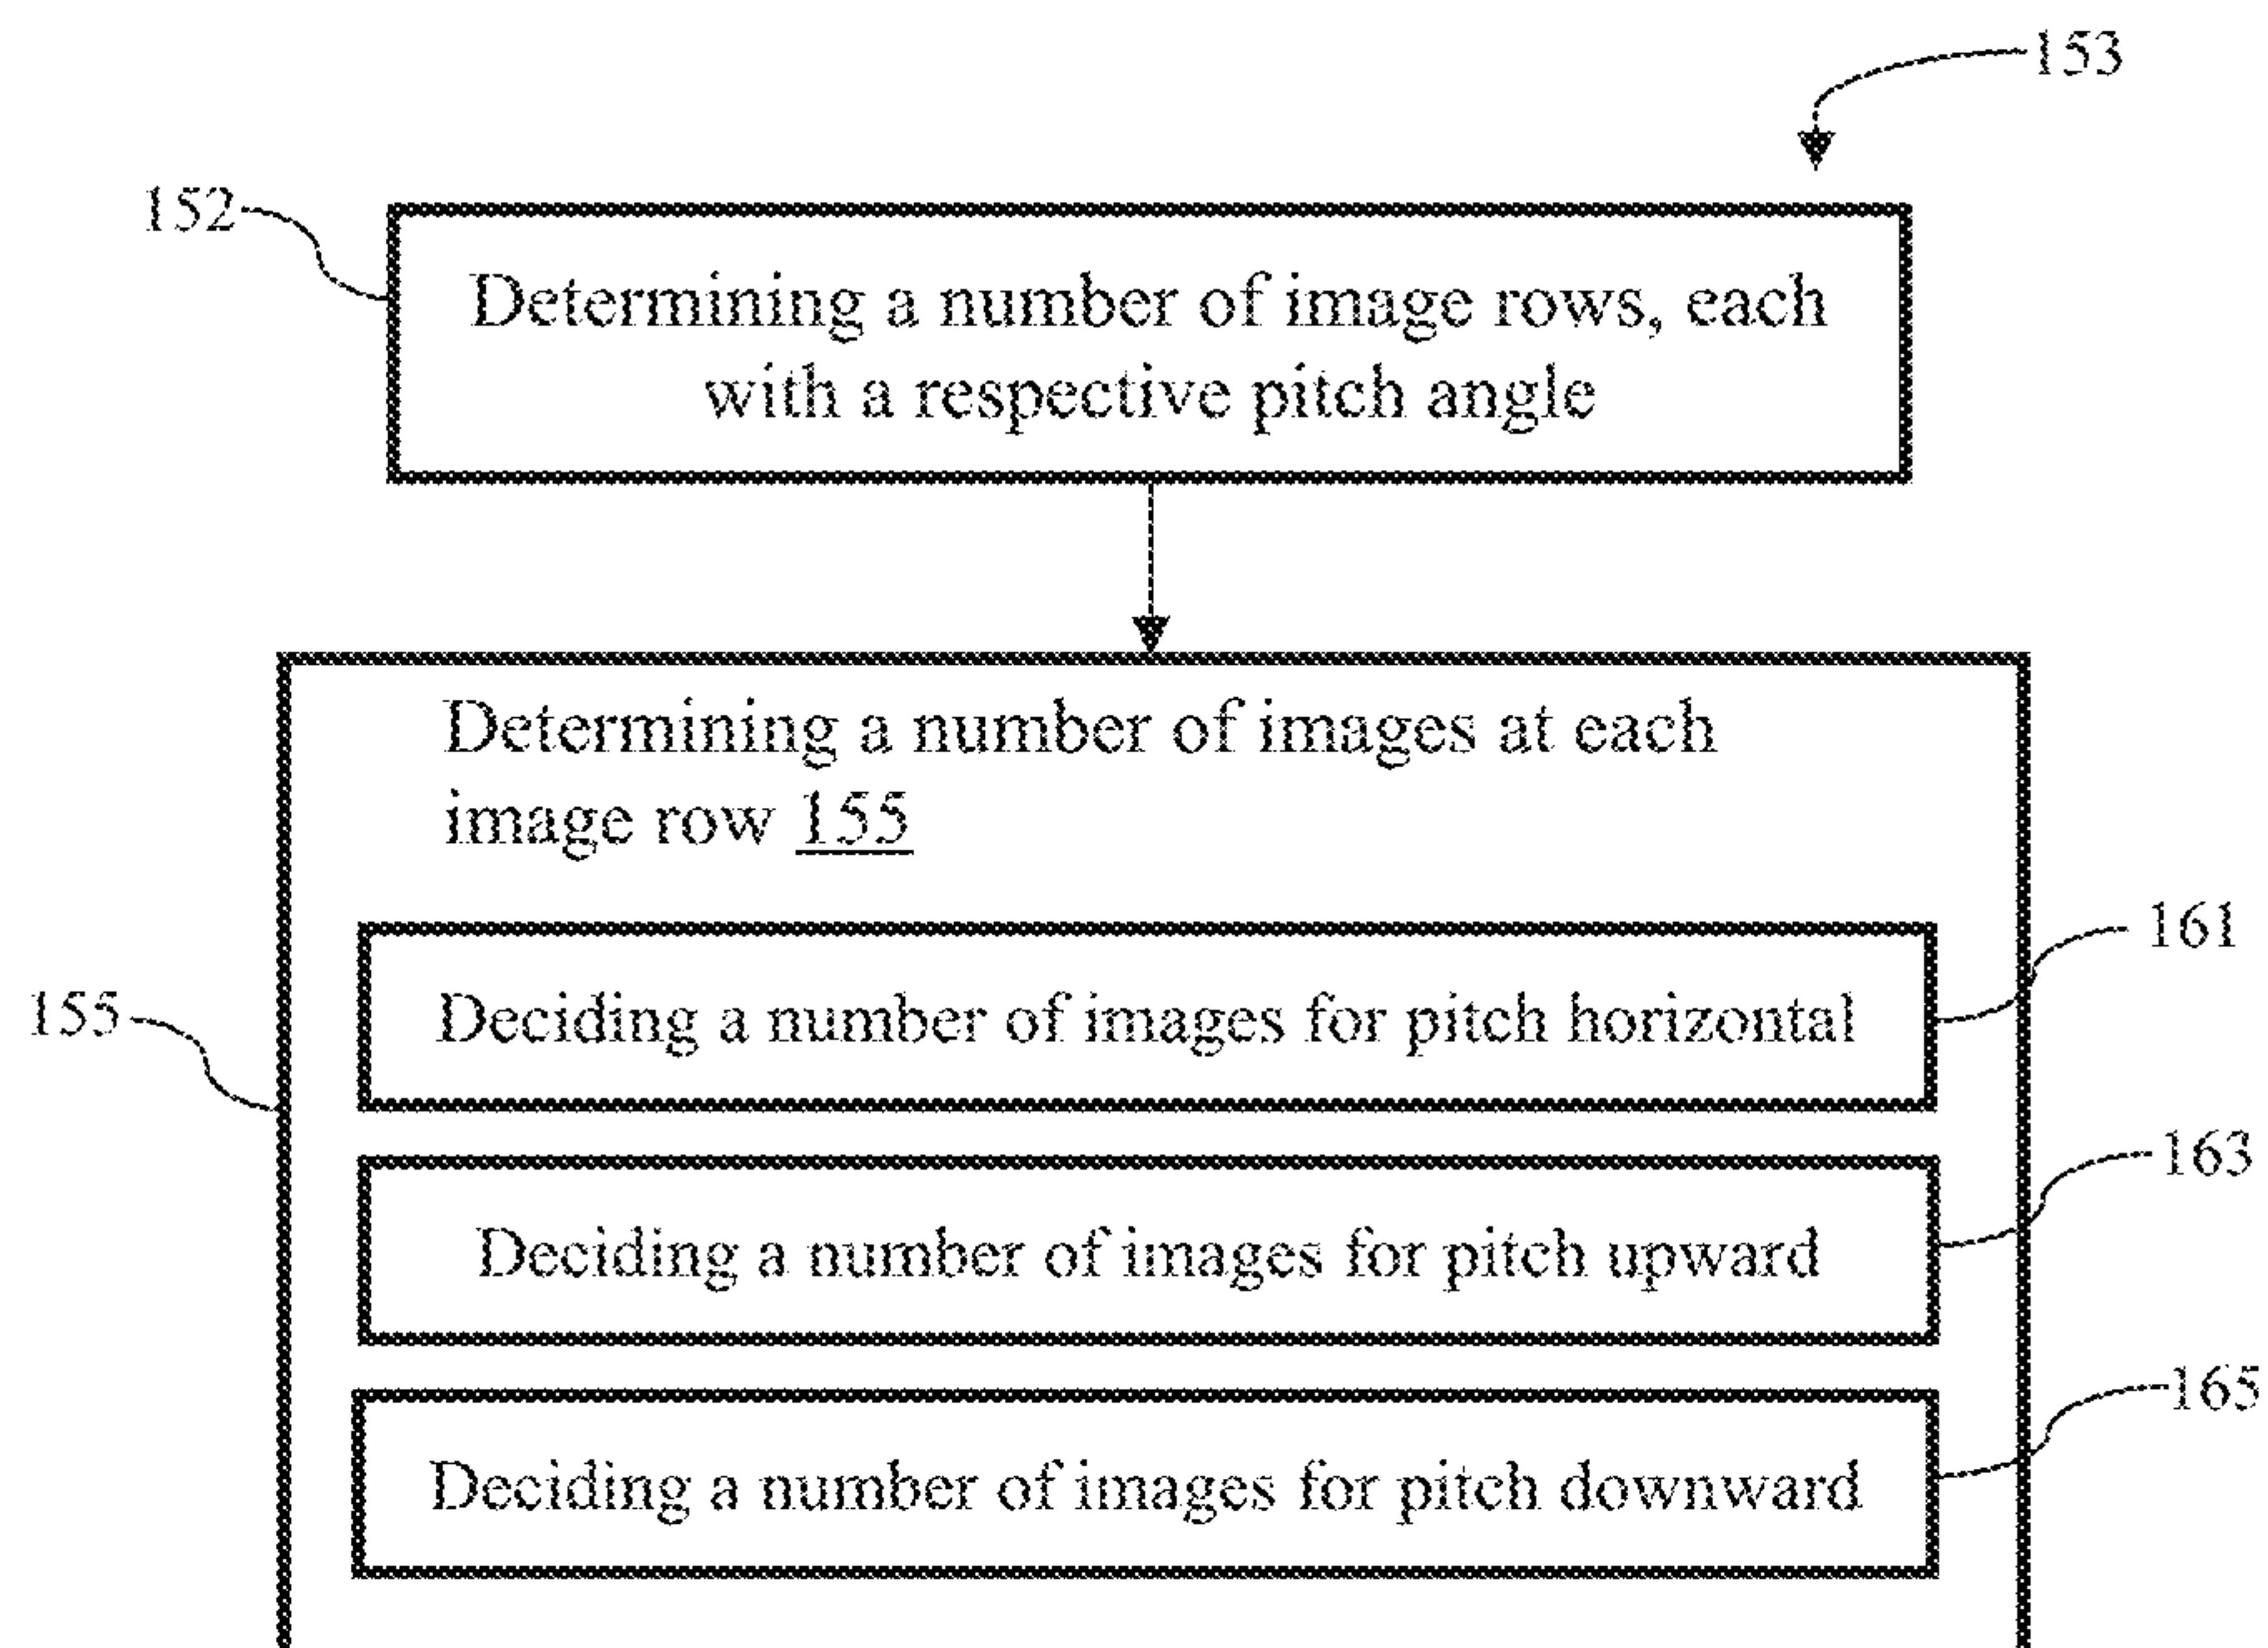 153
152
Determining a number of image rows, each
with a respective pitch angle
Determining a number of images at each
image row 155
161
Deciding a number of images for pitch horizontal
155
163
Deciding a number of images for pitch upward
165
Deciding a number of images for pitch downward